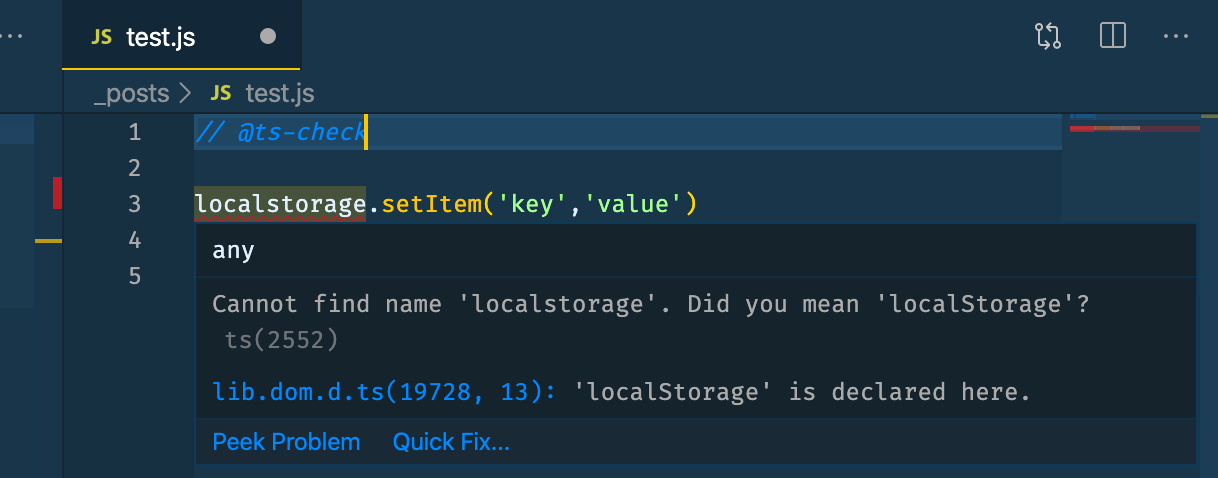 JS test.js
_posts > JS test.js
1 // @ts-check
2
3 localstorage.setItem('key','value')
4
5
any
Cannot find name 'localstorage'. Did you mean 'localStorage'?
ts(2552)
lib.dom.d.ts(19728, 13): 'localStorage' is declared here.
Peek Problem Quick Fix...